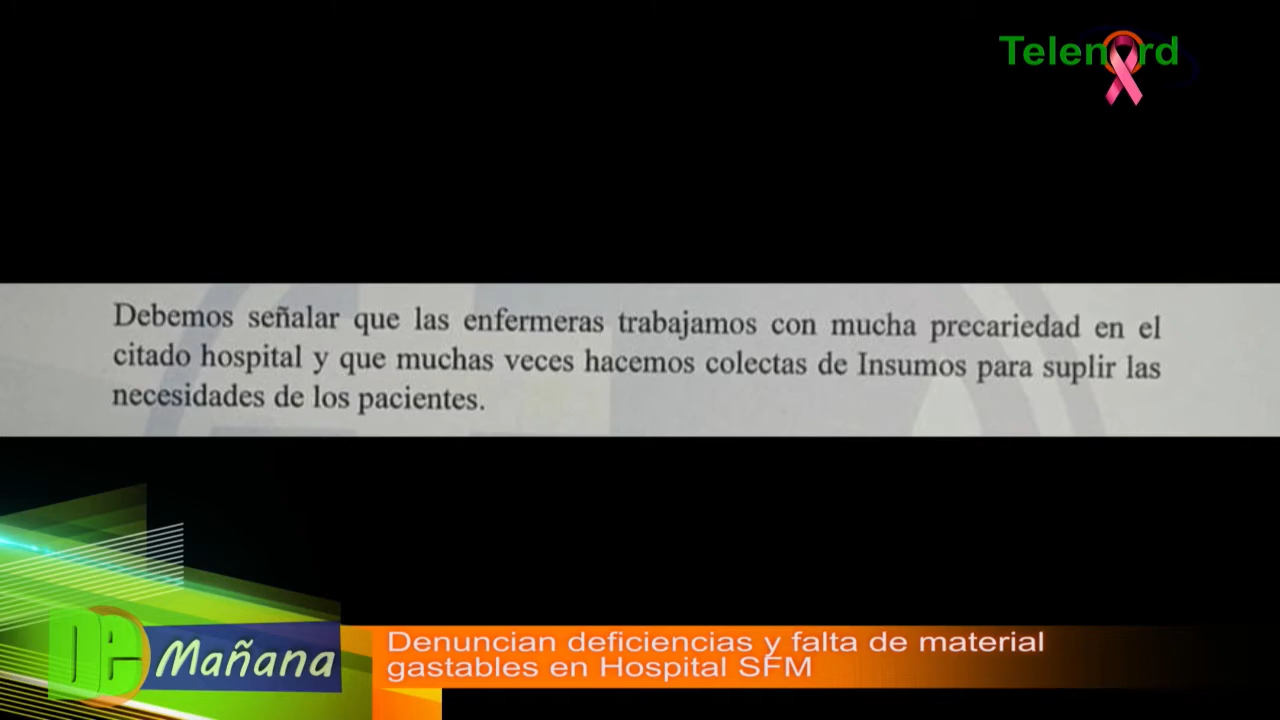 Telenord
Debemos señalar que las enfermeras trabajamos con mucha precariedad en el
citado hospital y que muchas veces hacemos colectas de Insumos para suplir las
necesidades de los pacientes.
De
Mañana
Denuncian deficiencias y falta de material
gastables en Hospital SFM